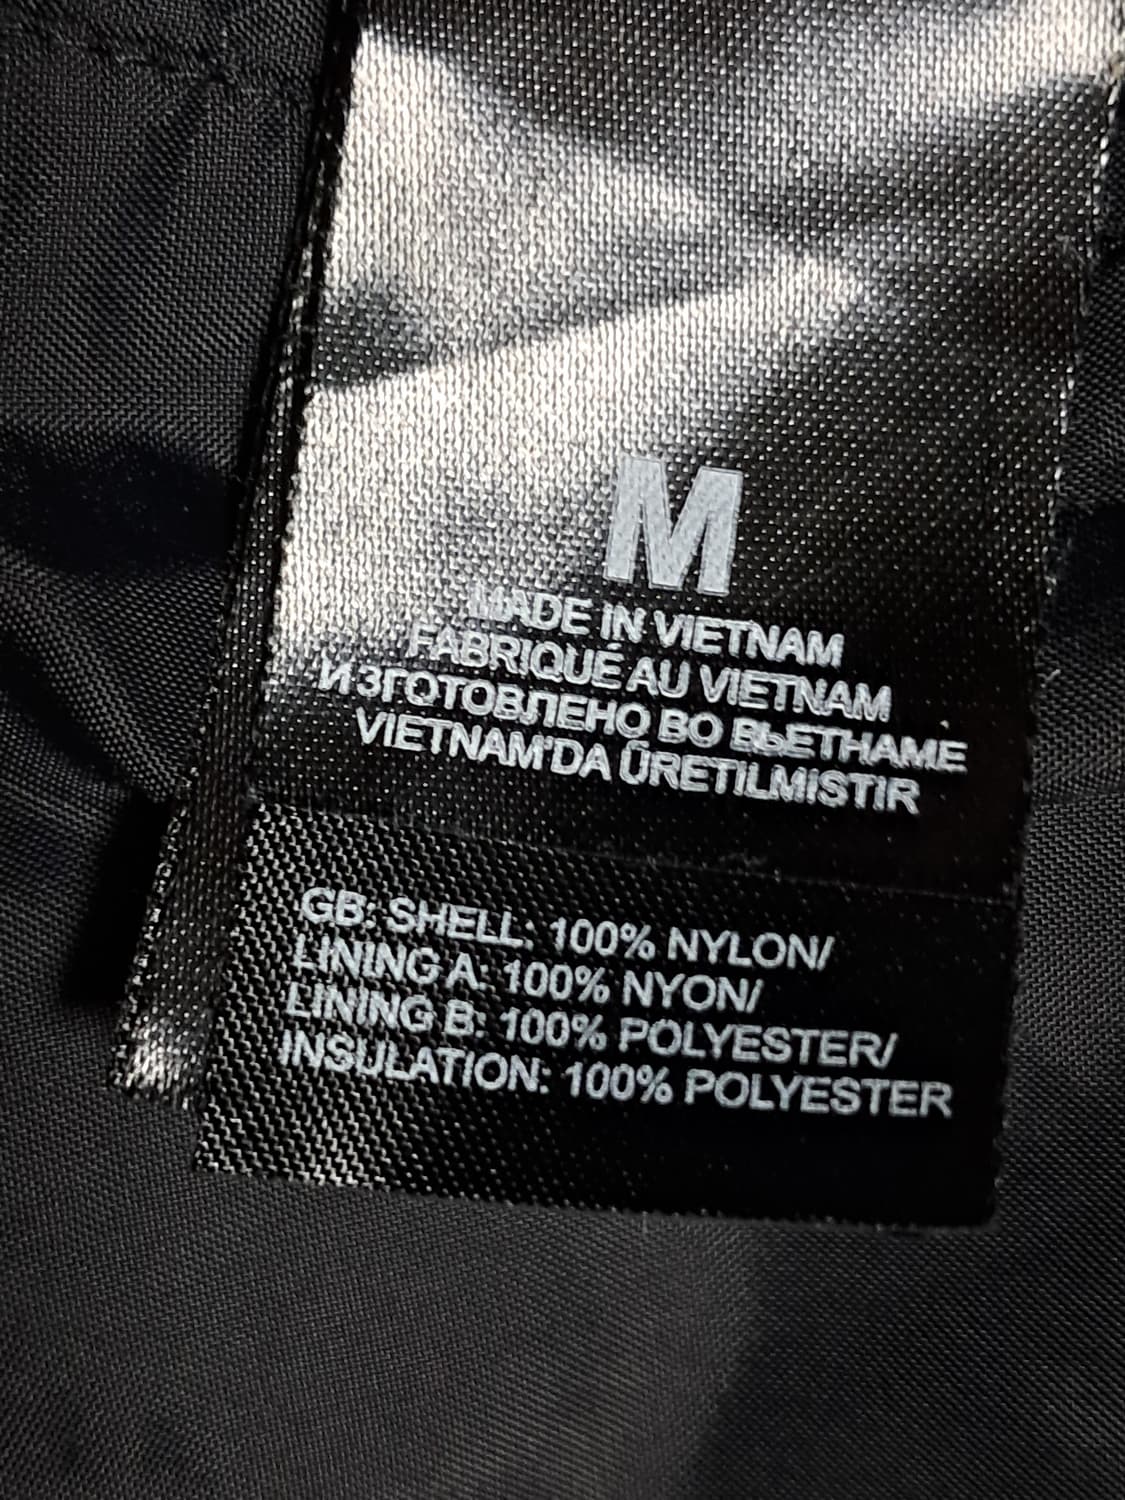 M
MADE IN VIETNAM
FABRIQUÉ AU VIETNAM
ИЗГОТОВЛЕНО ВО ВЬЕТНАМЕ
VIETNAM'DA ÜRETILMISTIR
GB: SHELL: 100% NYLON/
LINING A: 100% NYON/
LINING B: 100% POLYESTER/
INSULATION: 100% POLYESTER